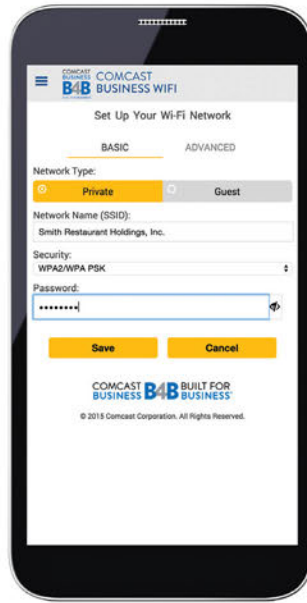 COMCAST BUSINESS
B4B
COMCAST
BUSINESS WIFI
Set Up Your Wi-Fi Network
BASIC ADVANCED
Network Type:
Private Guest
Network Name (SSID):
Smith Restaurant Holdings, Inc.
Security:
WPA2/WPA PSK
Password:
••••••••
Save Cancel
COMCAST BUSINESS B4B BUILT FOR BUSINESS®
© 2015 Comcast Corporation. All Rights Reserved.